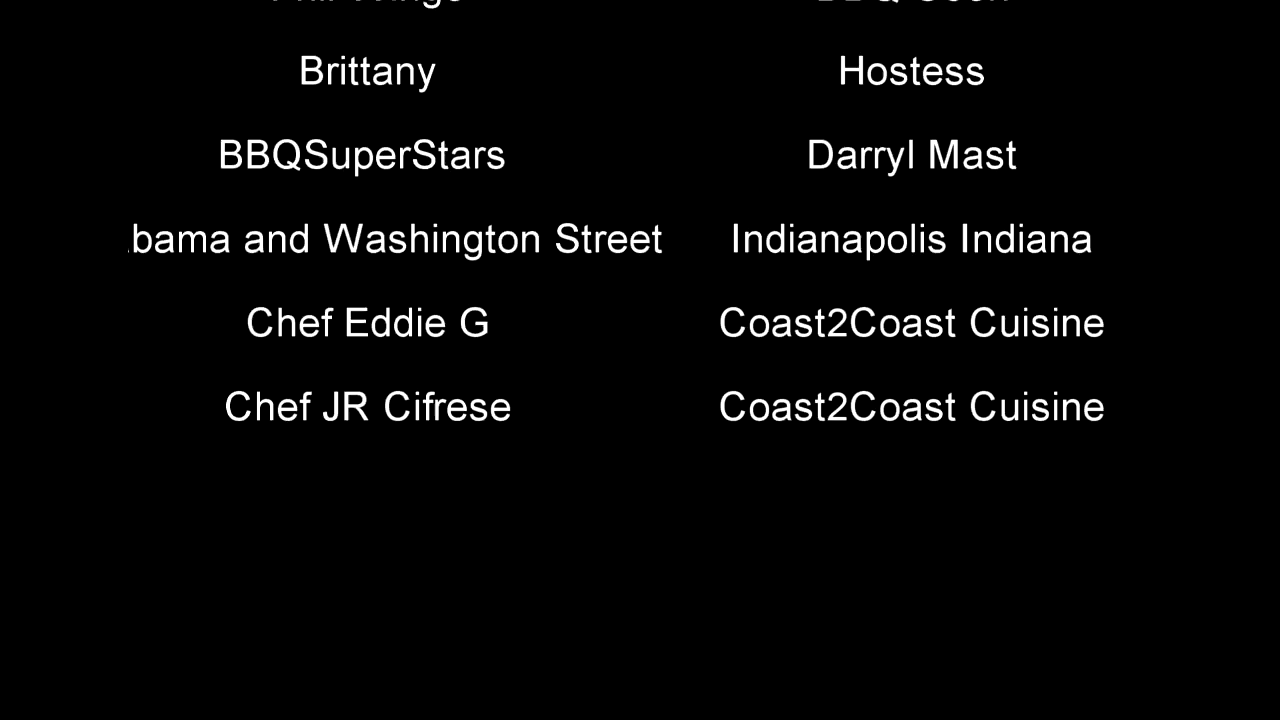 Brittany Hostess
BBQSuperStars Darryl Mast
bama and Washington Street Indianapolis Indiana
Chef Eddie G Coast2Coast Cuisine
Chef JR Cifrese Coast2Coast Cuisine